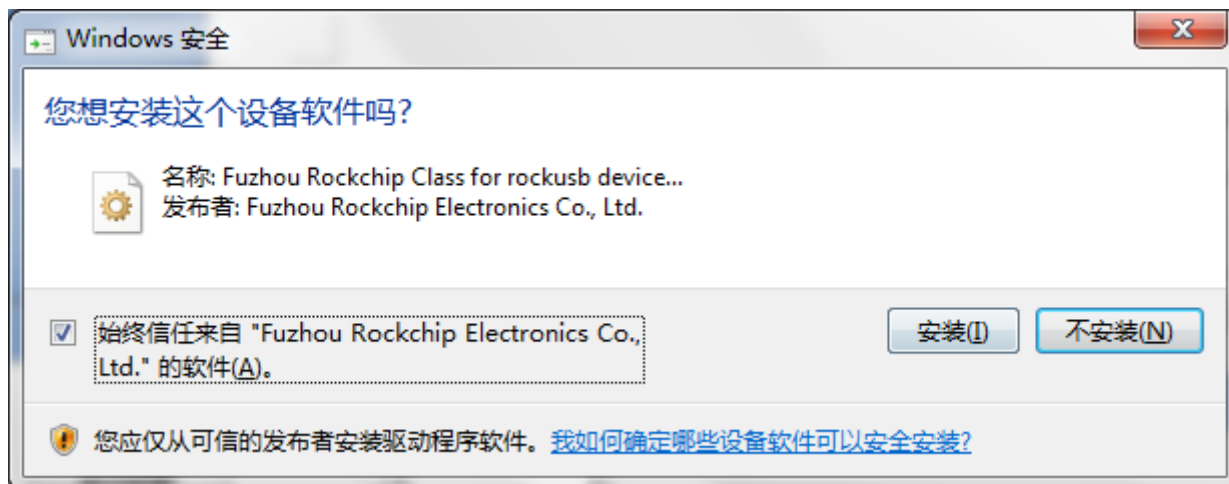 Windows 安全
您想安装这个设备软件吗?
名称: Fuzhou Rockchip Class for rockusb device...
发布者: Fuzhou Rockchip Electronics Co., Ltd.
始终信任来自 "Fuzhou Rockchip Electronics Co.,
Ltd." 的软件(A)。
安装(I)
不安装(N)
您应仅从可信的发布者安装驱动程序软件。我如何确定哪些设备软件可以安全安装?